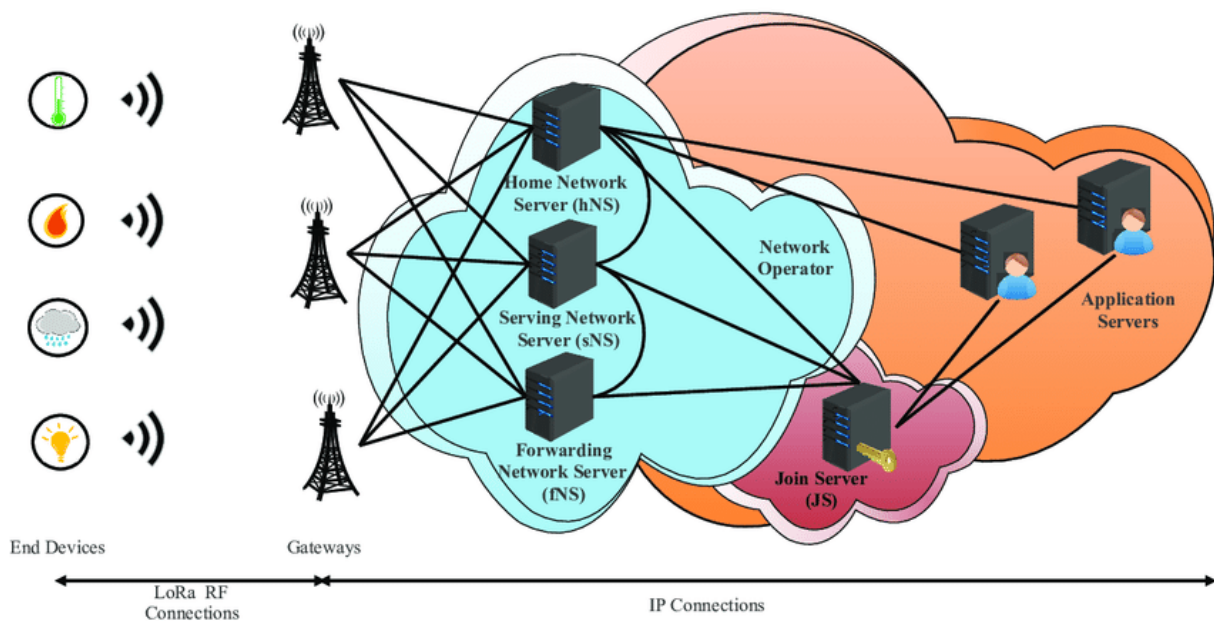 Home Network
Server (hNS)
Serving Network
Server (sNS)
Forwarding
Network Server
(fNS)
Network
Operator
Application
Servers
Join Server
(JS)
End Devices
Gateways
LoRa RF
Connections
IP Connections